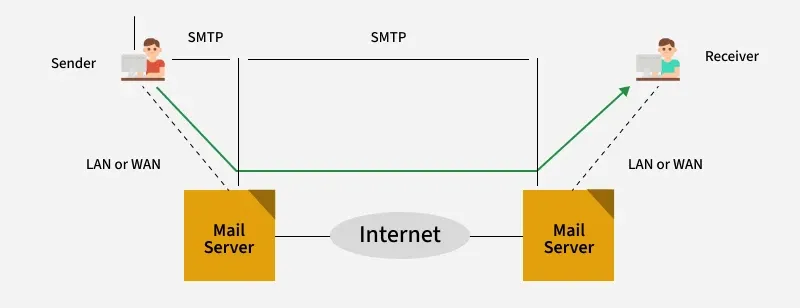 SMTP
SMTP
Sender
Receiver
LAN or WAN
LAN or WAN
Mail
Server
Internet
Mail
Server